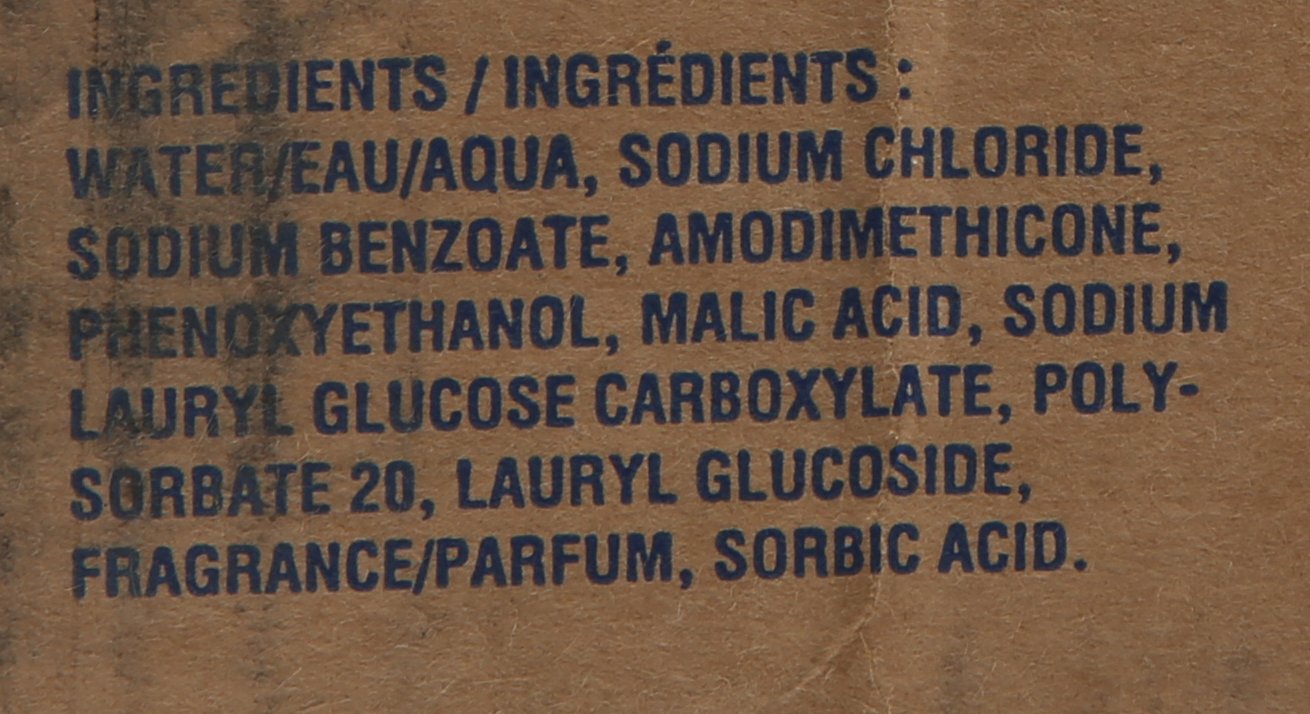 INGREDIENTS / INGRÉDIENTS :
WATER/EAU/AQUA, SODIUM CHLORIDE,
SODIUM BENZOATE, AMODIMETHICONE,
PHENOXYETHANOL, MALIC ACID, SODIUM
LAURYL GLUCOSE CARBOXYLATE, POLY-
SORBATE 20, LAURYL GLUCOSIDE,
FRAGRANCE/PARFUM, SORBIC ACID.